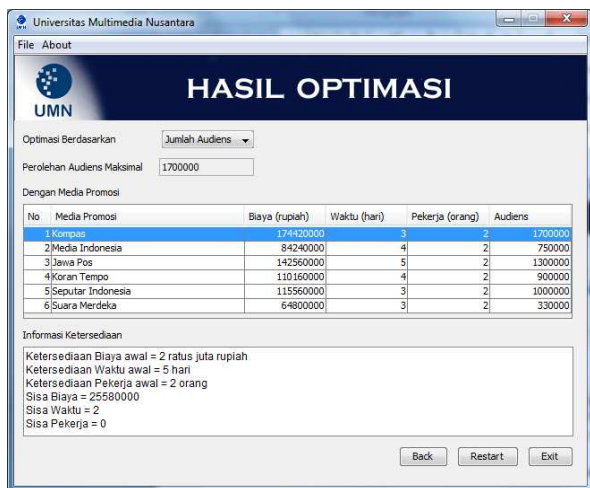 Universitas Multimedia Nusantara
File About
UMN
HASIL OPTIMASI
Optimasi Berdasarkan Jumlah Audiens
Perolehan Audiens Maksimal 1700000
Dengan Media Promosi
No Media Promosi Biaya (rupiah) Waktu (hari) Pekerja (orang) Audiens
1 Kompas 174420000 3 2 1700000
2 Media Indonesia 84240000 4 2 750000
3 Jawa Pos 142560000 5 2 1300000
4 Koran Tempo 110160000 4 2 900000
5 Seputar Indonesia 115560000 3 2 1000000
6 Suara Merdeka 64800000 3 2 330000
Informasi Ketersediaan
Ketersediaan Biaya awal = 2 ratus juta rupiah
Ketersediaan Waktu awal = 5 hari
Ketersediaan Pekerja awal = 2 orang
Sisa Biaya = 25580000
Sisa Waktu = 2
Sisa Pekerja = 0
Back Restart Exit